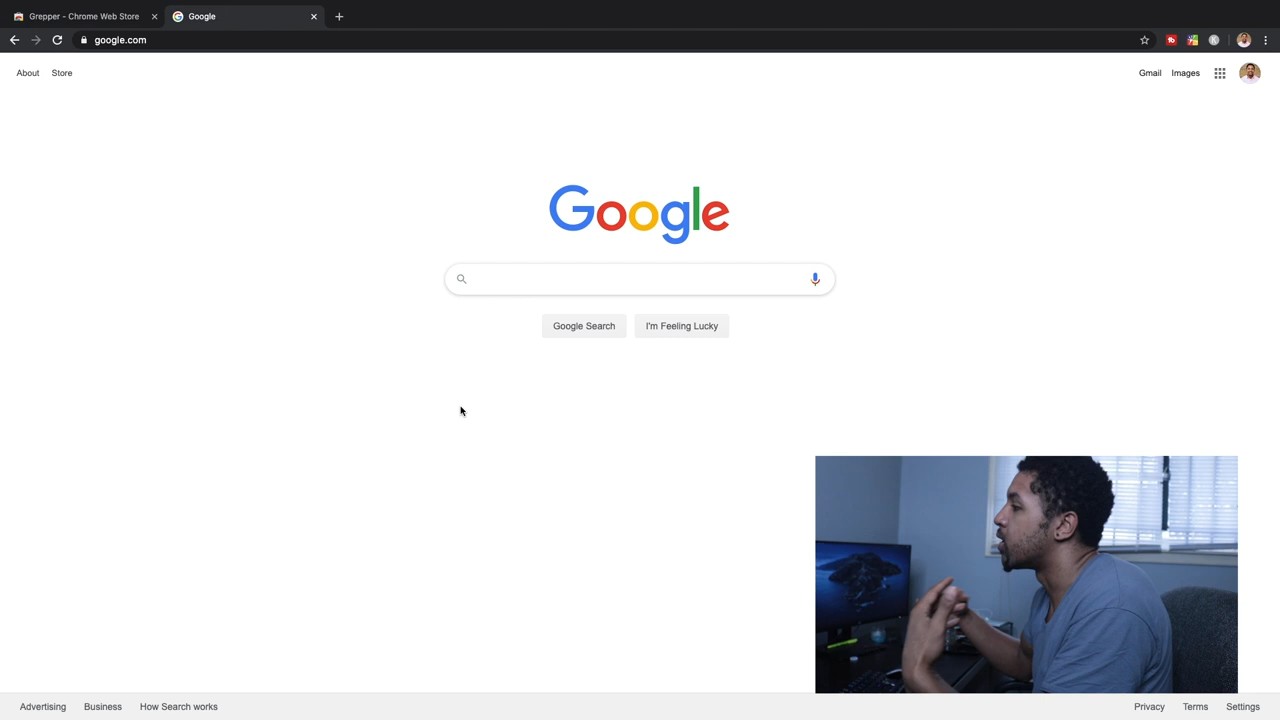 Grepper - Chrome Web Store
Google
google.com
About Store
Gmail Images
Google
Google Search I'm Feeling Lucky
Advertising Business How Search works
Privacy Terms Settings